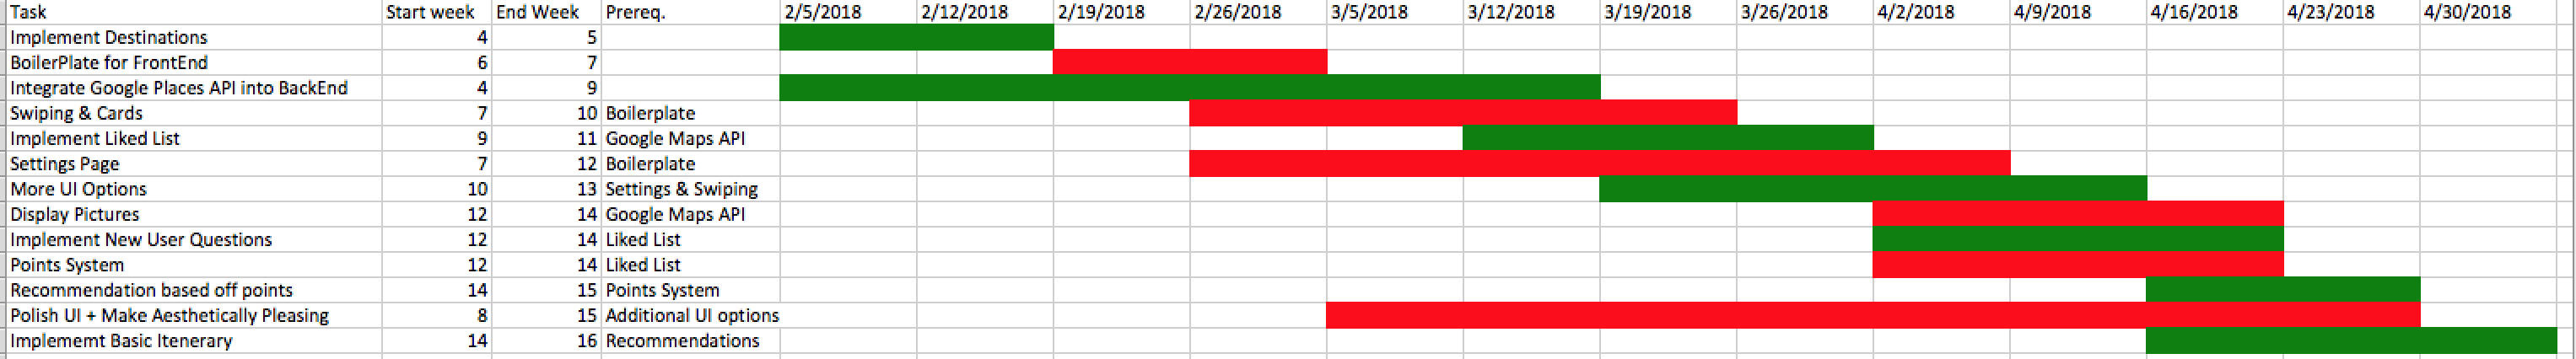 Task Start week End Week Prereq. 2/5/2018 2/12/2018 2/19/2018 2/26/2018 3/5/2018 3/12/2018 3/19/2018 3/26/2018 4/2/2018 4/9/2018 4/16/2018 4/23/2018 4/30/2018
Implement Destinations 4 5
BoilerPlate for FrontEnd 6 7
Integrate Google Places API into BackEnd 4 9
Swiping & Cards 7 10 Boilerplate
Implement Liked List 9 11 Google Maps API
Settings Page 7 12 Boilerplate
More UI Options 10 13 Settings & Swiping
Display Pictures 12 14 Google Maps API
Implement New User Questions 12 14 Liked List
Points System 12 14 Liked List
Recommendation based off points 14 15 Points System
Polish UI + Make Aesthetically Pleasing 8 15 Additional UI options
Implememt Basic Itenerary 14 16 Recommendations